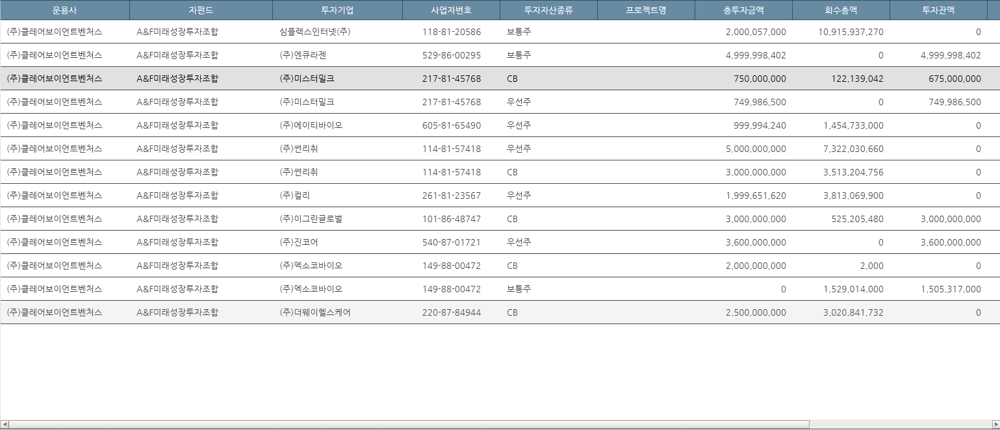 운용사 자펀드 투자기업 사업자번호 투자자산종류 프로젝트명 총투자금액 회수총액 투자잔액
(주)클레어보이언트벤처스 A&F미래성장투자조합 심플렉스인터넷(주) 118-81-20586 보통주 2,000,057,000 10,915,937,270 0
(주)클레어보이언트벤처스 A&F미래성장투자조합 (주)엔큐라젠 529-86-00295 보통주 4,999,998,402 0 4,999,998,402
(주)클레어보이언트벤처스 A&F미래성장투자조합 (주)미스터밀크 217-81-45768 CB 750,000,000 122,139,042 675,000,000
(주)클레어보이언트벤처스 A&F미래성장투자조합 (주)미스터밀크 217-81-45768 우선주 749,986,500 0 749,986,500
(주)클레어보이언트벤처스 A&F미래성장투자조합 (주)에이티바이오 605-81-65490 우선주 999,994,240 1,454,733,000 0
(주)클레어보이언트벤처스 A&F미래성장투자조합 (주)썬리취 114-81-57418 우선주 5,000,000,000 7,322,030,660 0
(주)클레어보이언트벤처스 A&F미래성장투자조합 (주)썬리취 114-81-57418 CB 3,000,000,000 3,513,204,756 0
(주)클레어보이언트벤처스 A&F미래성장투자조합 (주)컬리 261-81-23567 우선주 1,999,651,620 3,813,069,900 0
(주)클레어보이언트벤처스 A&F미래성장투자조합 (주)이그린글로벌 101-86-48747 CB 3,000,000,000 525,205,480 3,000,000,000
(주)클레어보이언트벤처스 A&F미래성장투자조합 (주)진코어 540-87-01721 우선주 3,600,000,000 0 3,600,000,000
(주)클레어보이언트벤처스 A&F미래성장투자조합 (주)엑소코바이오 149-88-00472 CB 2,000,000,000 2,000 0
(주)클레어보이언트벤처스 A&F미래성장투자조합 (주)엑소코바이오 149-88-00472 보통주 0 1,529,014,000 1,505,317,000
(주)클레어보이언트벤처스 A&F미래성장투자조합 (주)더웨이헬스케어 220-87-84944 CB 2,500,000,000 3,020,841,732 0